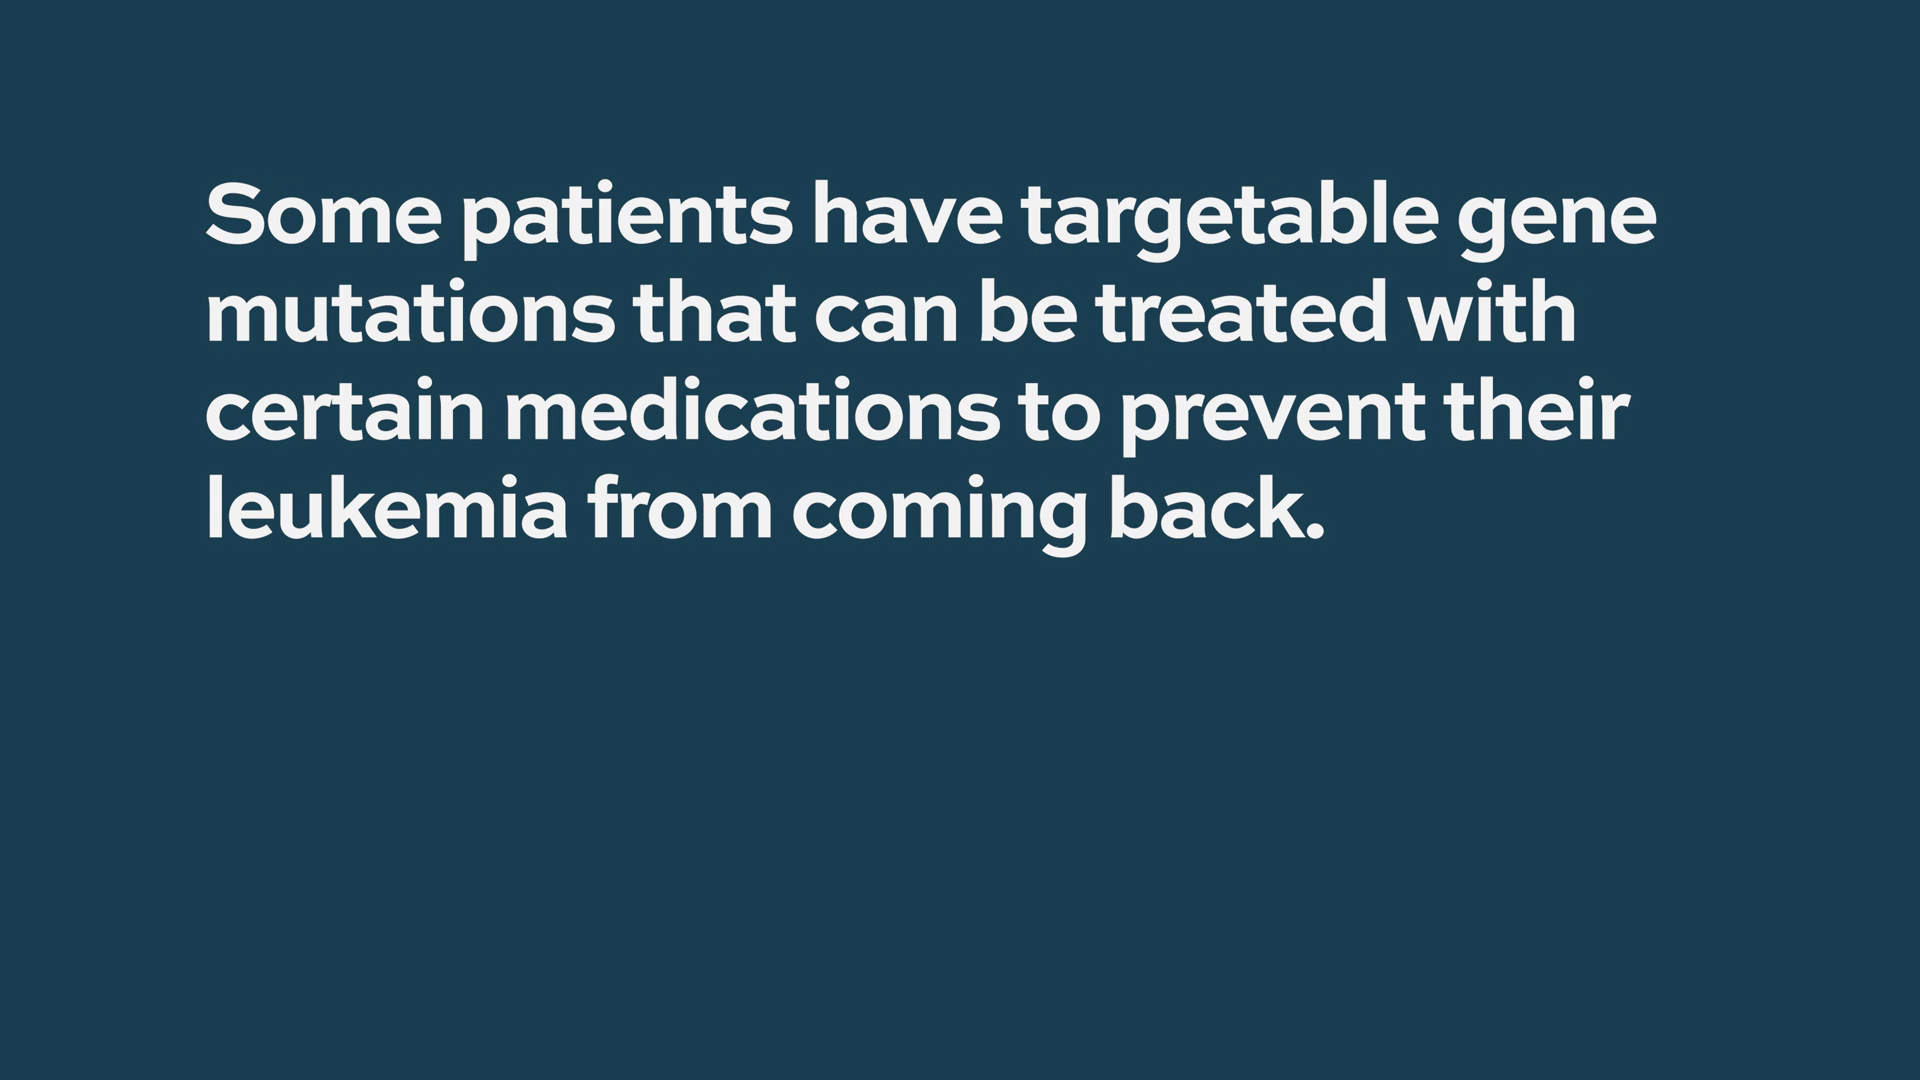 Some patients have targetable gene
mutations that can be treated with
certain medications to prevent their
leukemia from coming back.